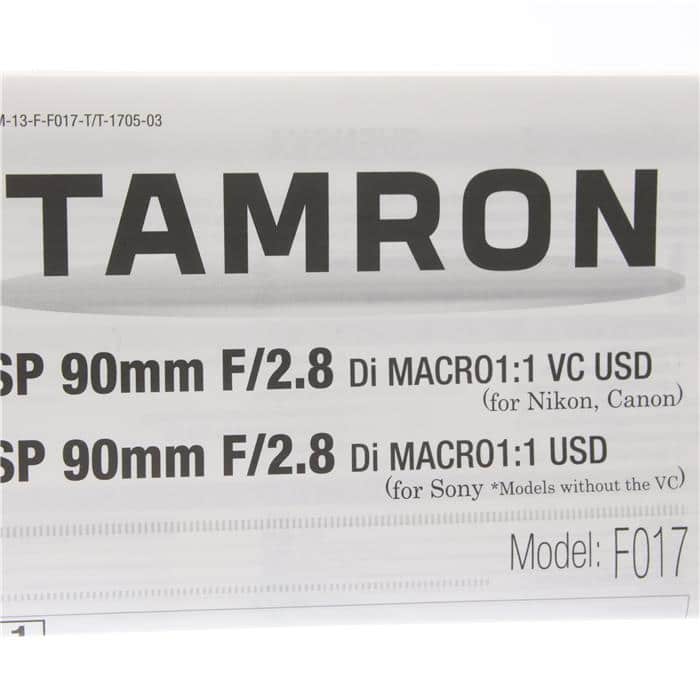 M-13-F-F017-T/T-1705-03
TAMRON
SP 90mm F/2.8 Di MACRO1:1 VC USD
(for Nikon, Canon)
SP 90mm F/2.8 Di MACRO1:1 USD
(for Sony *Models without the VC)
Model: F017
1